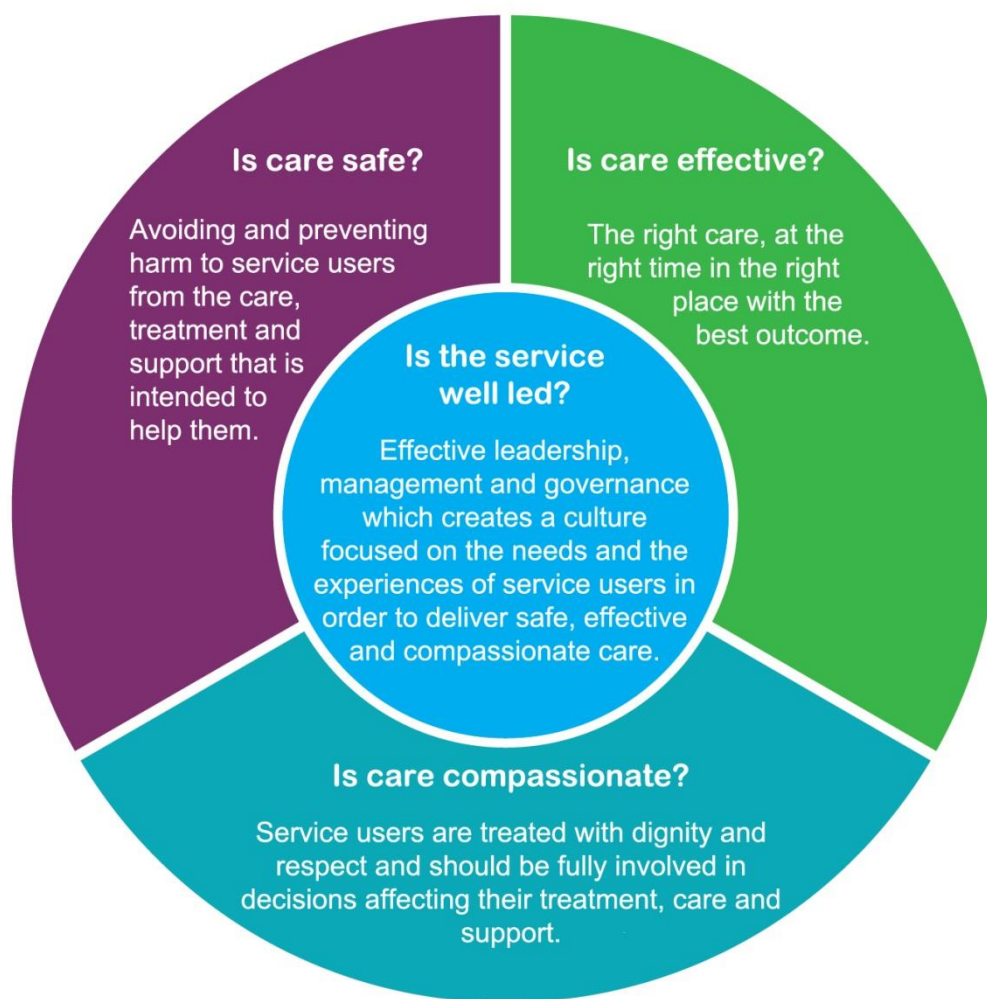 Is care safe?
Avoiding and preventing
harm to service users
from the care,
treatment and
support that is
intended to
help them.
Is care effective?
The right care, at the
right time in the right
place with the
best outcome.
Is the service
well led?
Effective leadership,
management and governance
which creates a culture
focused on the needs and the
experiences of service users in
order to deliver safe, effective
and compassionate care.
Is care compassionate?
Service users are treated with dignity and
respect and should be fully involved in
decisions affecting their treatment, care and
support.